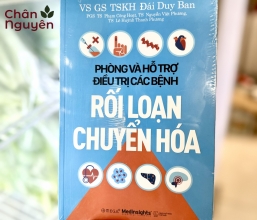 Chân
Nguyên
VS GS TSKH Đái Duy Ban
PHÒNG VÀ HỖ TRỢ
ĐIỀU TRỊ CÁC BỆNH
RỐI LOẠN
CHUYỂN HÓA
MedInsights